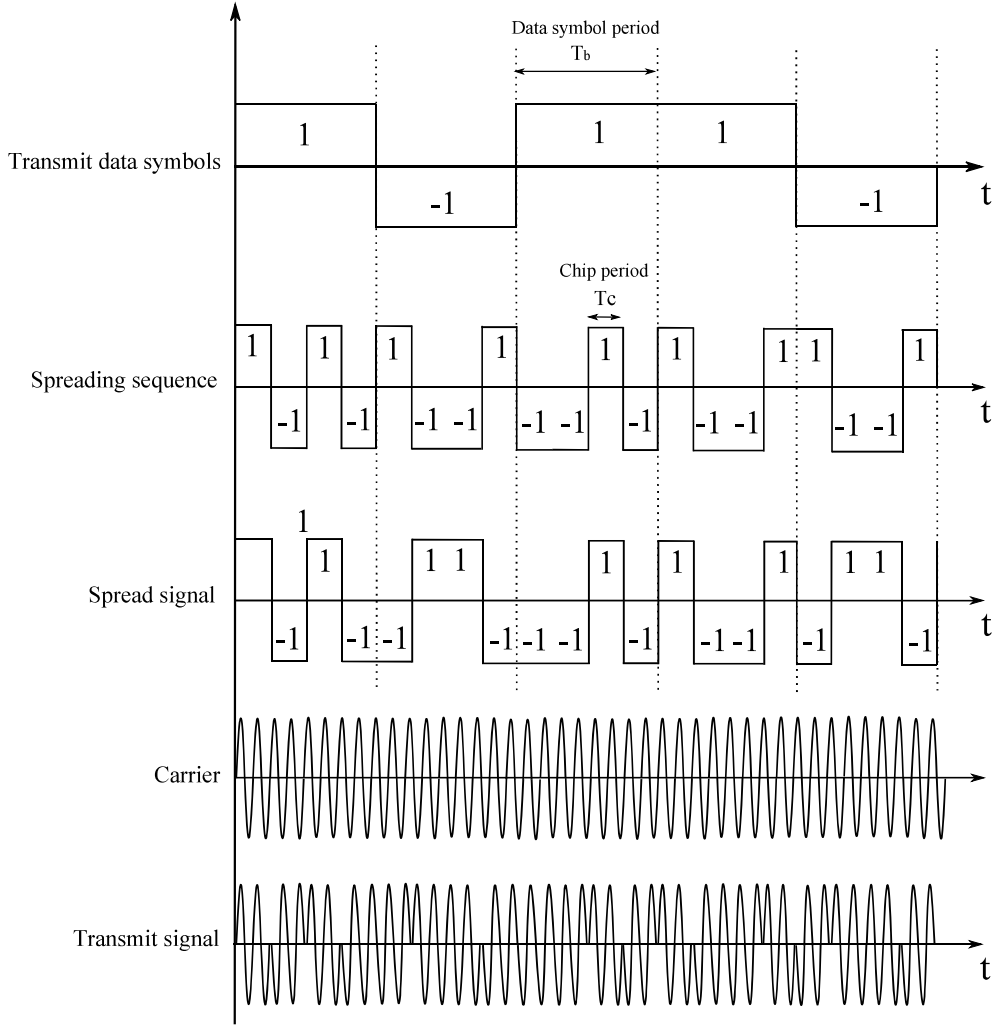 Data symbol period
Tb
1 1 1
Transmit data symbols
t
-1 -1
Chip period
Tc
1 1 1 1 1 1 1 1 1
Spreading sequence
t
-1 -1 -1 -1 -1 -1 -1 -1 -1 -1 -1
1
1 1 1 1 1 1 1 1
Spread signal
t
-1 -1 -1 -1 -1 -1 -1 -1 -1 -1 -1
Carrier
Transmit signal
t